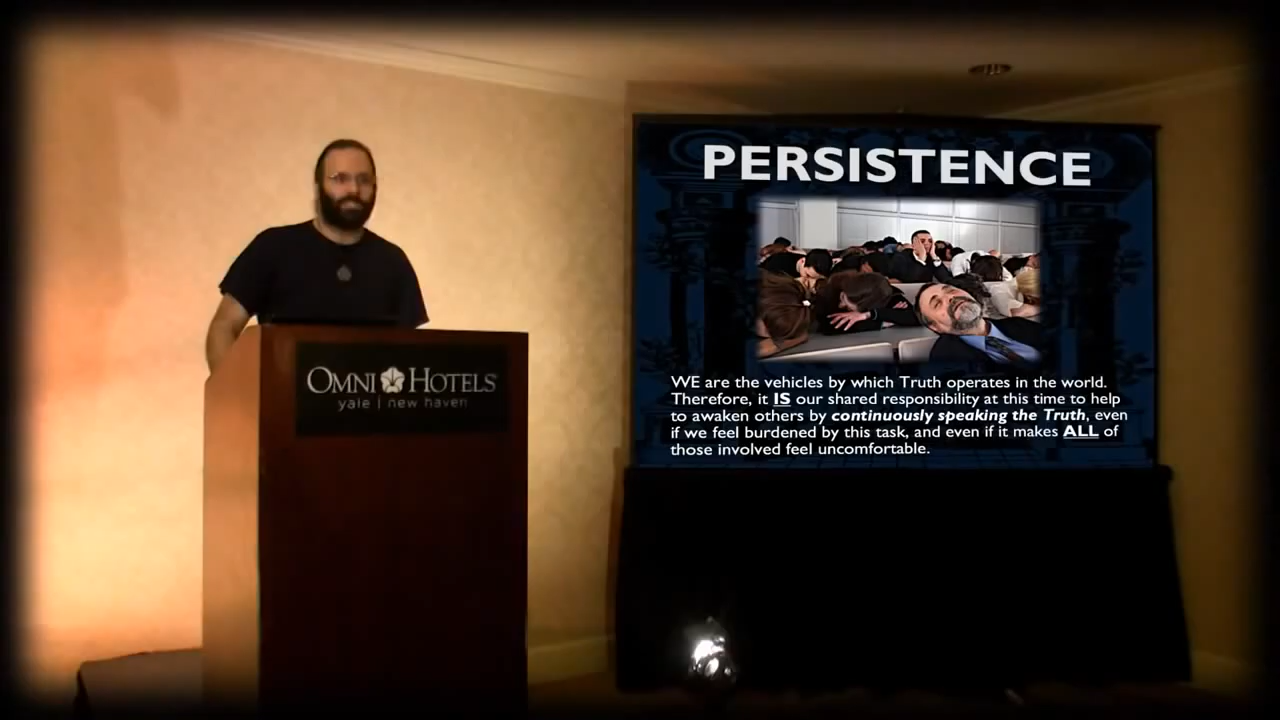 OMNI HOTELS
yale | new haven
PERSISTENCE
WE are the vehicles by which Truth operates in the world.
Therefore, it IS our shared responsibility at this time to help
to awaken others by continuously speaking the Truth, even
if we feel burdened by this task, and even if it makes ALL of
those involved feel uncomfortable.